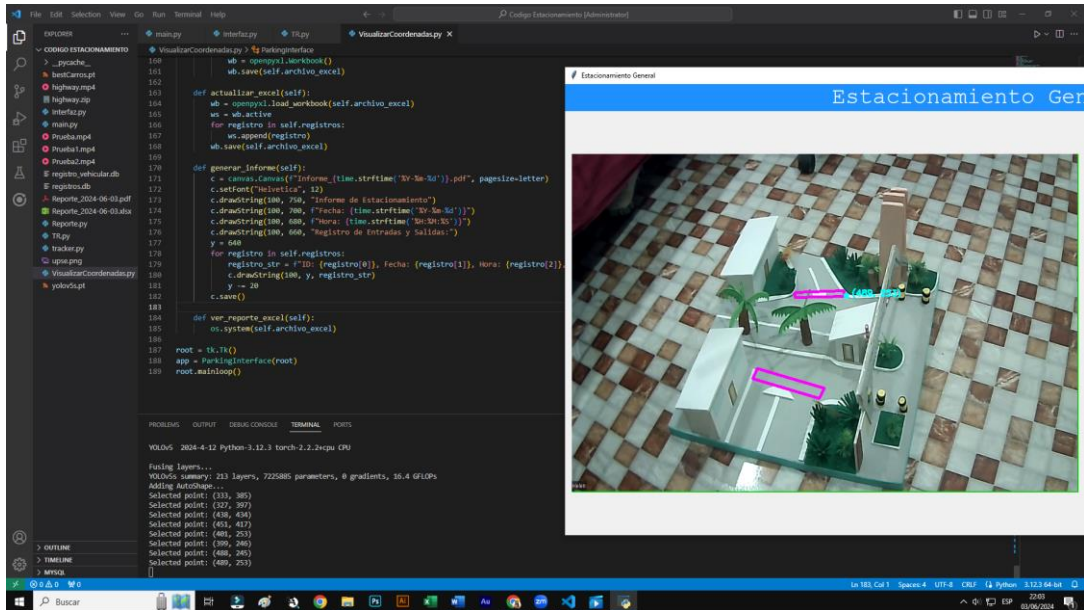 File Edit Selection View Go Run Terminal Help
Codigo Estacionamiento [Administrator]
EXPLORER
main.py Interfaz.py TR.py VisualizarCoordenadas.py
CODIGO ESTACIONAMIENTO
VisualizarCoordenadas.py > ParkingInterface
__pycache__
bestCarros.pt
highway.mp4
highway.zip
Interfaz.py
main.py
Prueba.mp4
Prueba1.mp4
Prueba2.mp4
registro_vehicular.db
registros.db
Reporte_2024-06-03.pdf
Reporte_2024-06-03.xlsx
Reporte.py
TR.py
tracker.py
upse.png
VisualizarCoordenadas.py
yolov5s.pt
OUTLINE
TIMELINE
MYSQL
160 wb = openpyxl.Workbook()
161 wb.save(self.archivo_excel)
162
163 def actualizar_excel(self):
164 wb = openpyxl.load_workbook(self.archivo_excel)
165 ws = wb.active
166 for registro in self.registros:
167 ws.append(registro)
168 wb.save(self.archivo_excel)
169
170 def generar_informe(self):
171 c = canvas.Canvas(f"Informe_{time.strftime('%Y-%m-%d')}.pdf", pagesize=letter)
172 c.setFont("Helvetica", 12)
173 c.drawString(100, 750, "Informe de Estacionamiento")
174 c.drawString(100, 700, f"Fecha: {time.strftime('%Y-%m-%d')}")
175 c.drawString(100, 680, f"Hora: {time.strftime('%H:%M:%S')}")
176 c.drawString(100, 660, "Registro de Entradas y Salidas:")
177 y = 640
178 for registro in self.registros:
179 registro_str = f"ID: {registro[0]}, Fecha: {registro[1]}, Hora: {registro[2]},
180 c.drawString(100, y, registro_str)
181 y -= 20
182 c.save()
183
184 def ver_reporte_excel(self):
185 os.system(self.archivo_excel)
186
187 root = tk.Tk()
188 app = ParkingInterface(root)
189 root.mainloop()
PROBLEMS OUTPUT DEBUG CONSOLE TERMINAL PORTS
YOLOv5 2024-4-12 Python-3.12.3 torch-2.2.2+cpu CPU
Fusing layers...
YOLOv5s summary: 213 layers, 7225885 parameters, 0 gradients, 16.4 GFLOPs
Adding AutoShape...
Selected point: (333, 385)
Selected point: (327, 397)
Selected point: (438, 434)
Selected point: (451, 417)
Selected point: (401, 253)
Selected point: (399, 246)
Selected point: (488, 245)
Selected point: (489, 253)
Estacionamiento General
Estacionamiento Ger
(489, 253)
0 0 0
Ln 183, Col 1 Spaces: 4 UTF-8 CRLF Python 3.12.3 64-bit
Buscar
ESP
22:03
03/06/2024